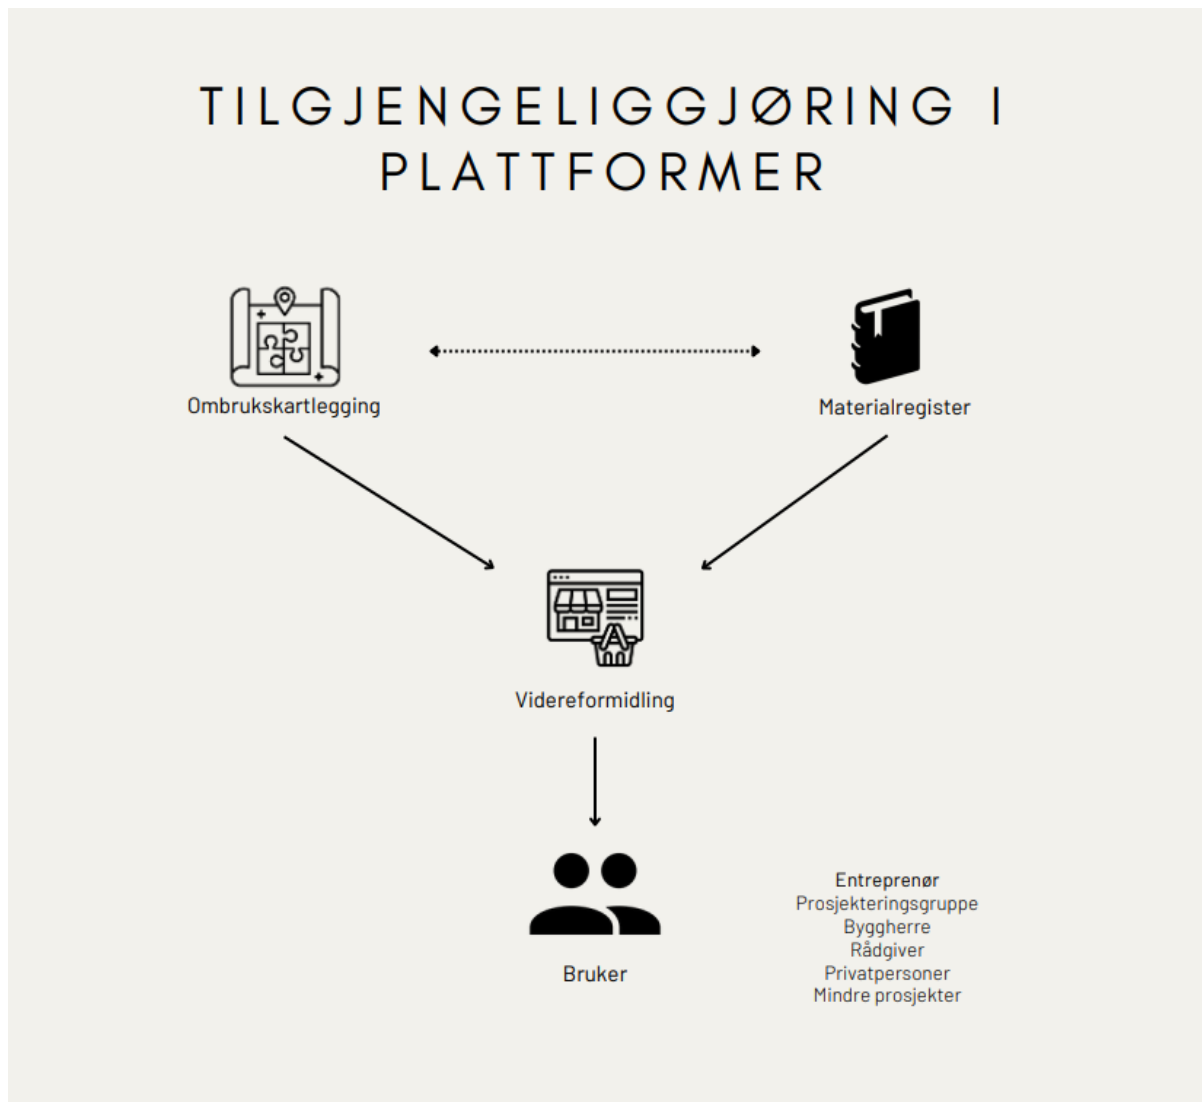 TILGJENGELIGGJØRING I
PLATTFORMER
Ombrukskartlegging
Materialregister
Videreformidling
Bruker
Entreprenør
Prosjekteringsgruppe
Byggherre
Rådgiver
Privatpersoner
Mindre prosjekter